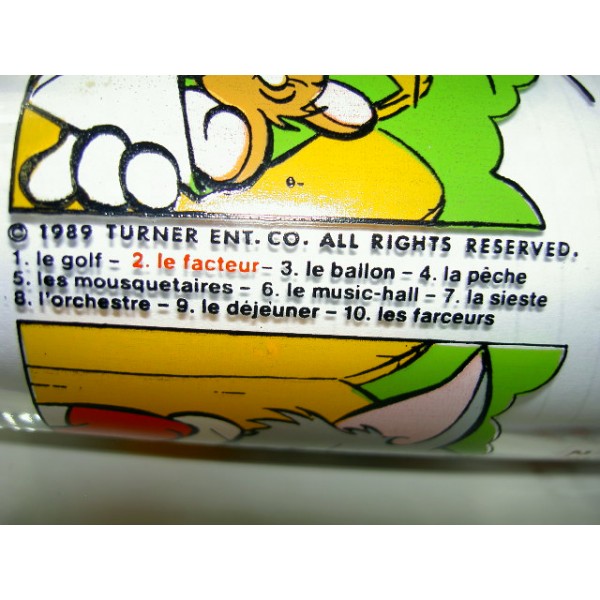 © 1989 TURNER ENT. CO. ALL RIGHTS RESERVED.
1. le golf – 2. le facteur – 3. le ballon – 4. la pêche
5. les mousquetaires – 6. le music-hall – 7. la sieste
8. l'orchestre – 9. le déjeuner – 10. les farceurs